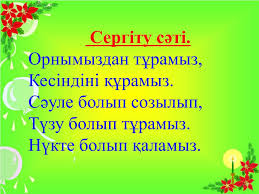 Сергіту сәті.
Орнымыздан тұрамыз,
Кесіндіні құрамыз.
Сәуле болып созылып,
Түзу болып тұрамыз.
Нүкте болып қаламыз.